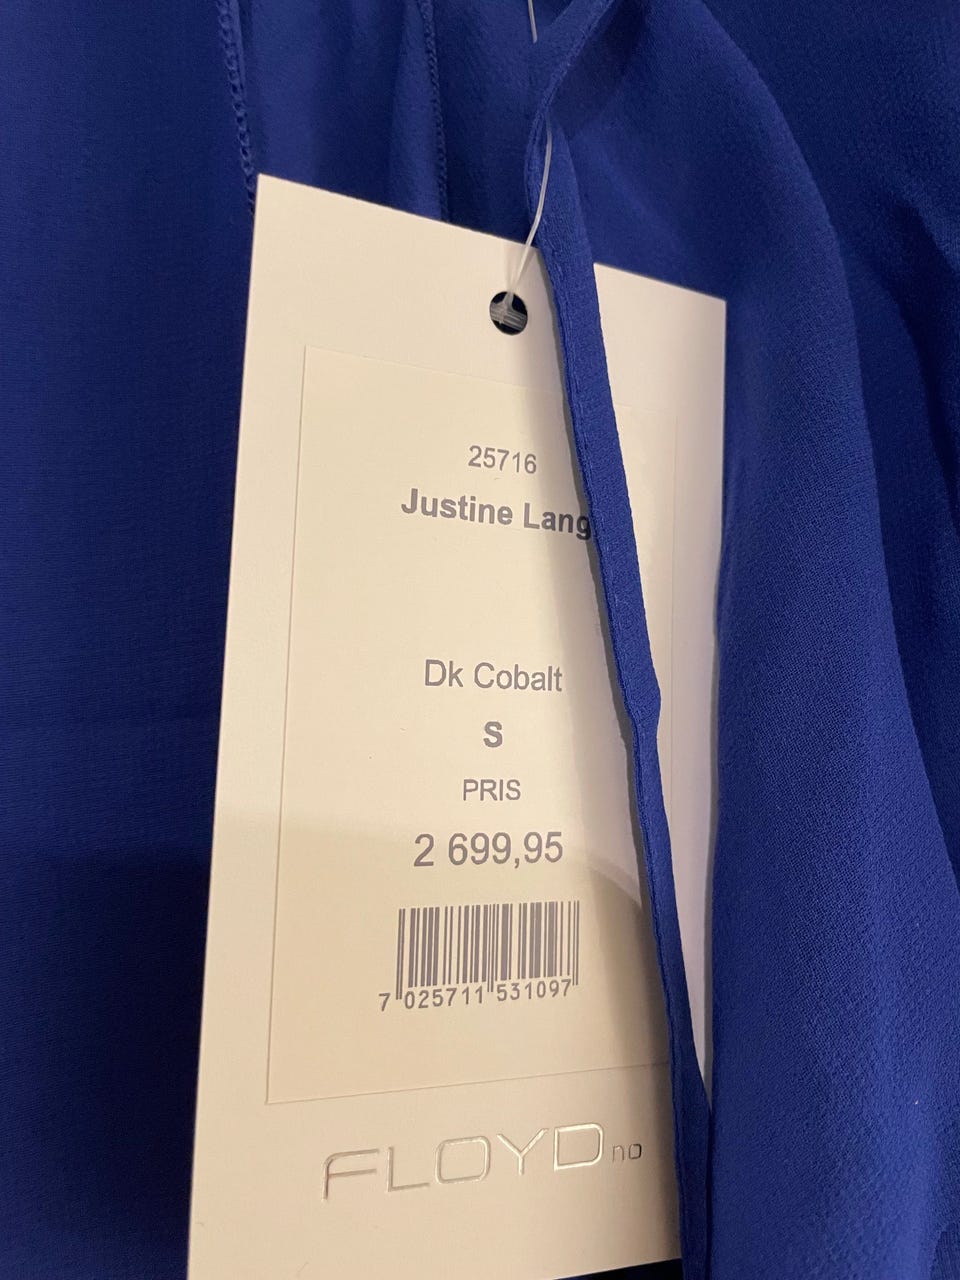 25716
Justine Lang
Dk Cobalt
S
PRIS
2 699,95
7 025711 531097
FLOYD no